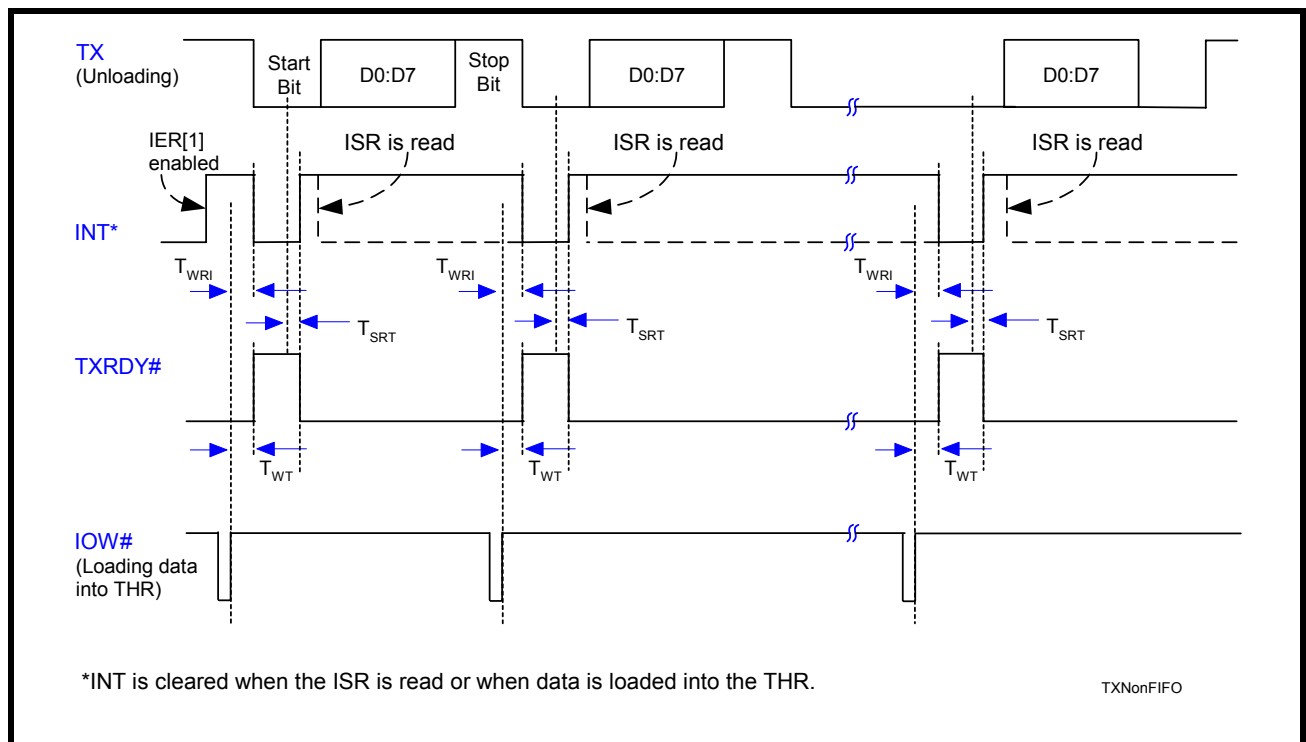 TX
(Unloading)
Start
Bit
D0:D7
Stop
Bit
D0:D7
D0:D7
IER[1]
enabled
ISR is read
ISR is read
ISR is read
INT*
TWRI
TWRI
TWRI
TSRT
TSRT
TSRT
TXRDY#
TWT
TWT
TWT
IOW#
(Loading data
into THR)
*INT is cleared when the ISR is read or when data is loaded into the THR.
TXNonFIFO